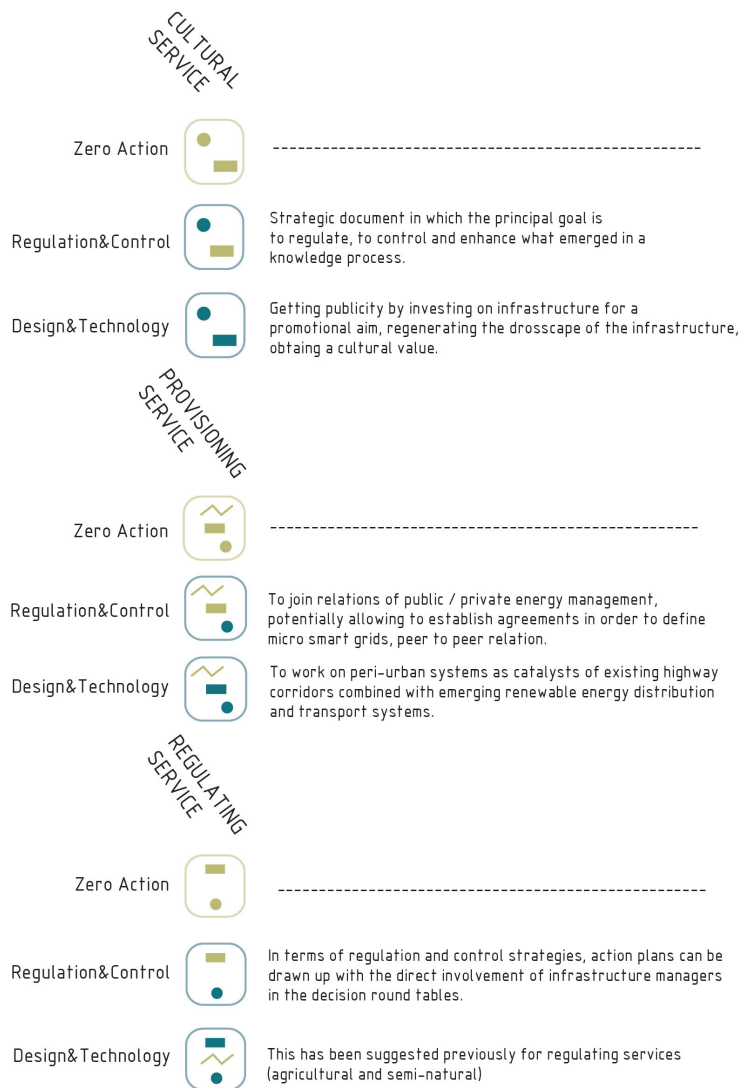 CULTURAL
SERVICE
Zero Action
-----------------------------------------------------
Regulation&Control
Strategic document in which the principal goal is
to regulate, to control and enhance what emerged in a
knowledge process.
Design&Technology
Getting publicity by investing on infrastructure for a
promotional aim, regenerating the drosscape of the infrastructure,
obtaing a cultural value.
PROVISIONING
SERVICE
Zero Action
-----------------------------------------------------
Regulation&Control
To join relations of public / private energy management,
potentially allowing to establish agreements in order to define
micro smart grids, peer to peer relation.
Design&Technology
To work on peri-urban systems as catalysts of existing highway
corridors combined with emerging renewable energy distribution
and transport systems.
REGULATING
SERVICE
Zero Action
-----------------------------------------------------
Regulation&Control
In terms of regulation and control strategies, action plans can be
drawn up with the direct involvement of infrastructure managers
in the decision round tables.
Design&Technology
This has been suggested previously for regulating services
(agricultural and semi-natural)